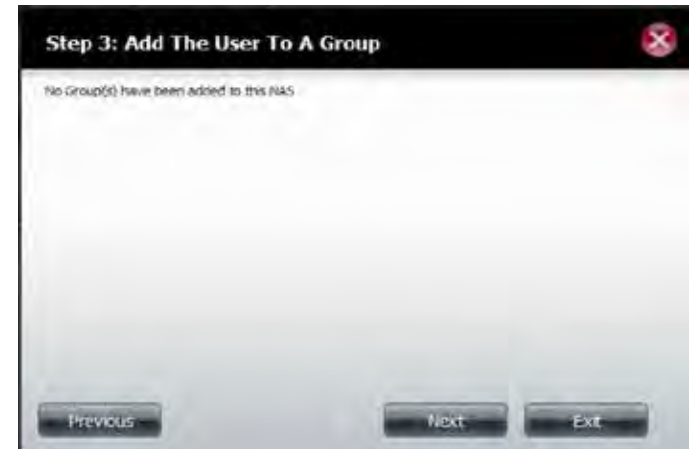 Step 3: Add The User To A Group
No Group(s) have been added to this NAS
Previous
Next
Exit